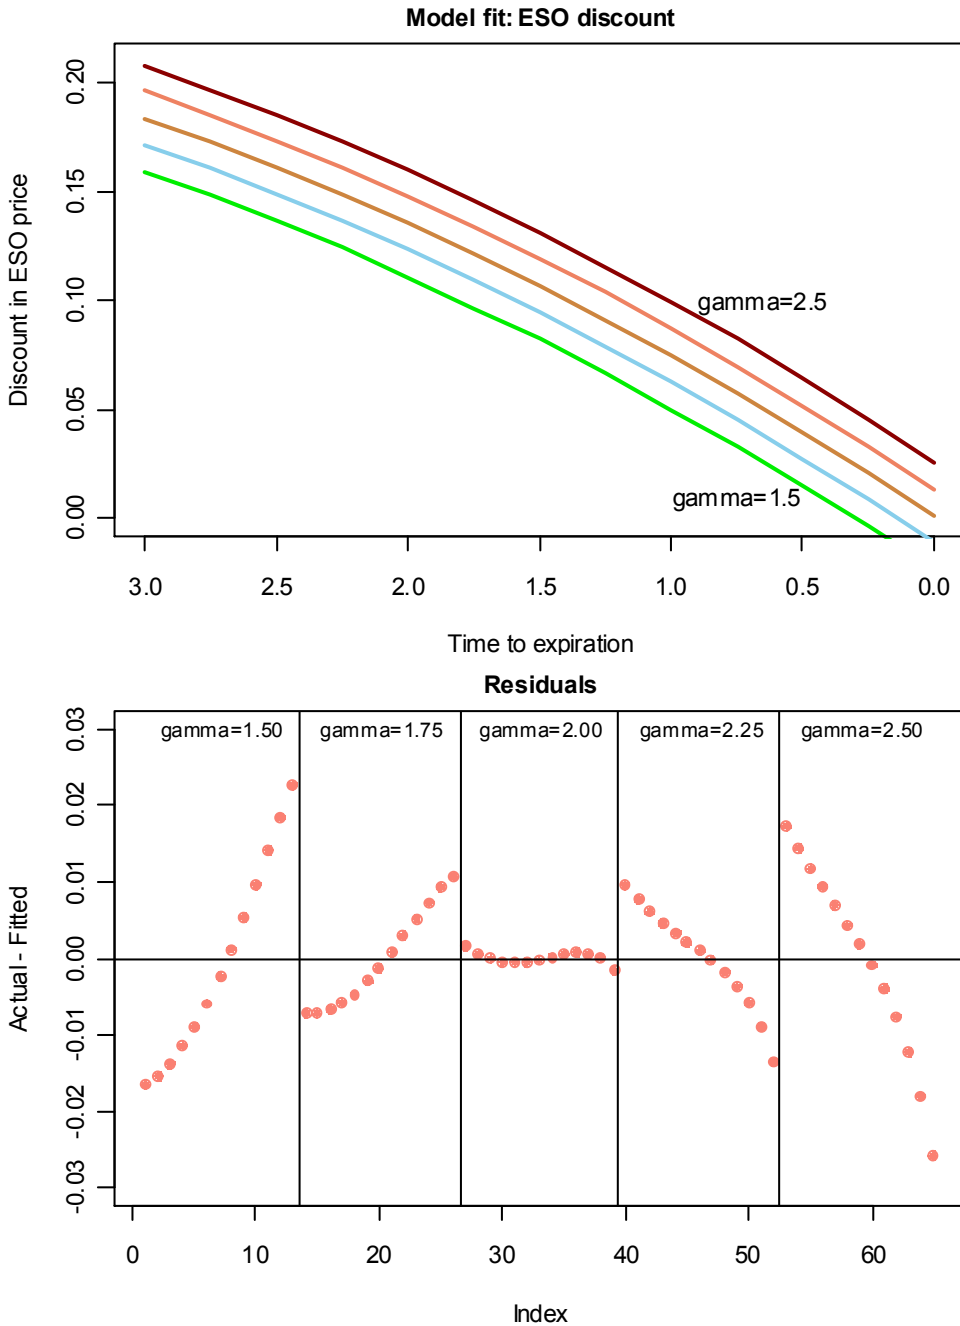 Model fit: ESO discount
Discount in ESO price
0.20
0.15
0.10
0.05
0.00
gamma=2.5
gamma=1.5
3.0 2.5 2.0 1.5 1.0 0.5 0.0
Time to expiration
Residuals
Actual - Fitted
0.03
0.02
0.01
0.00
-0.01
-0.02
-0.03
gamma=1.50 gamma=1.75 gamma=2.00 gamma=2.25 gamma=2.50
0 10 20 30 40 50 60
Index